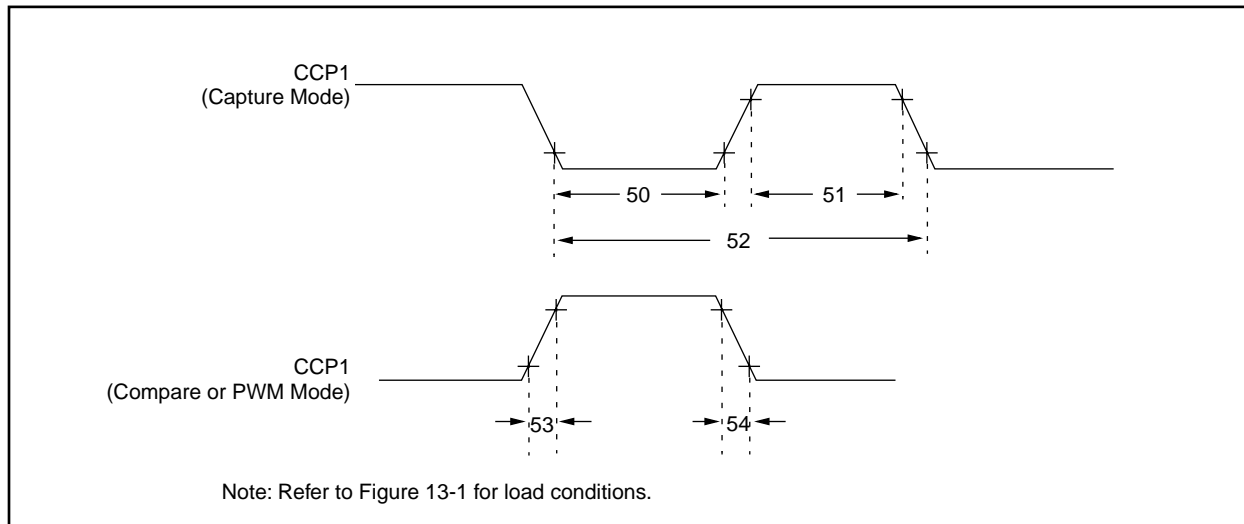 CCP1
(Capture Mode)
50
51
52
CCP1
(Compare or PWM Mode)
53
54
Note: Refer to Figure 13-1 for load conditions.